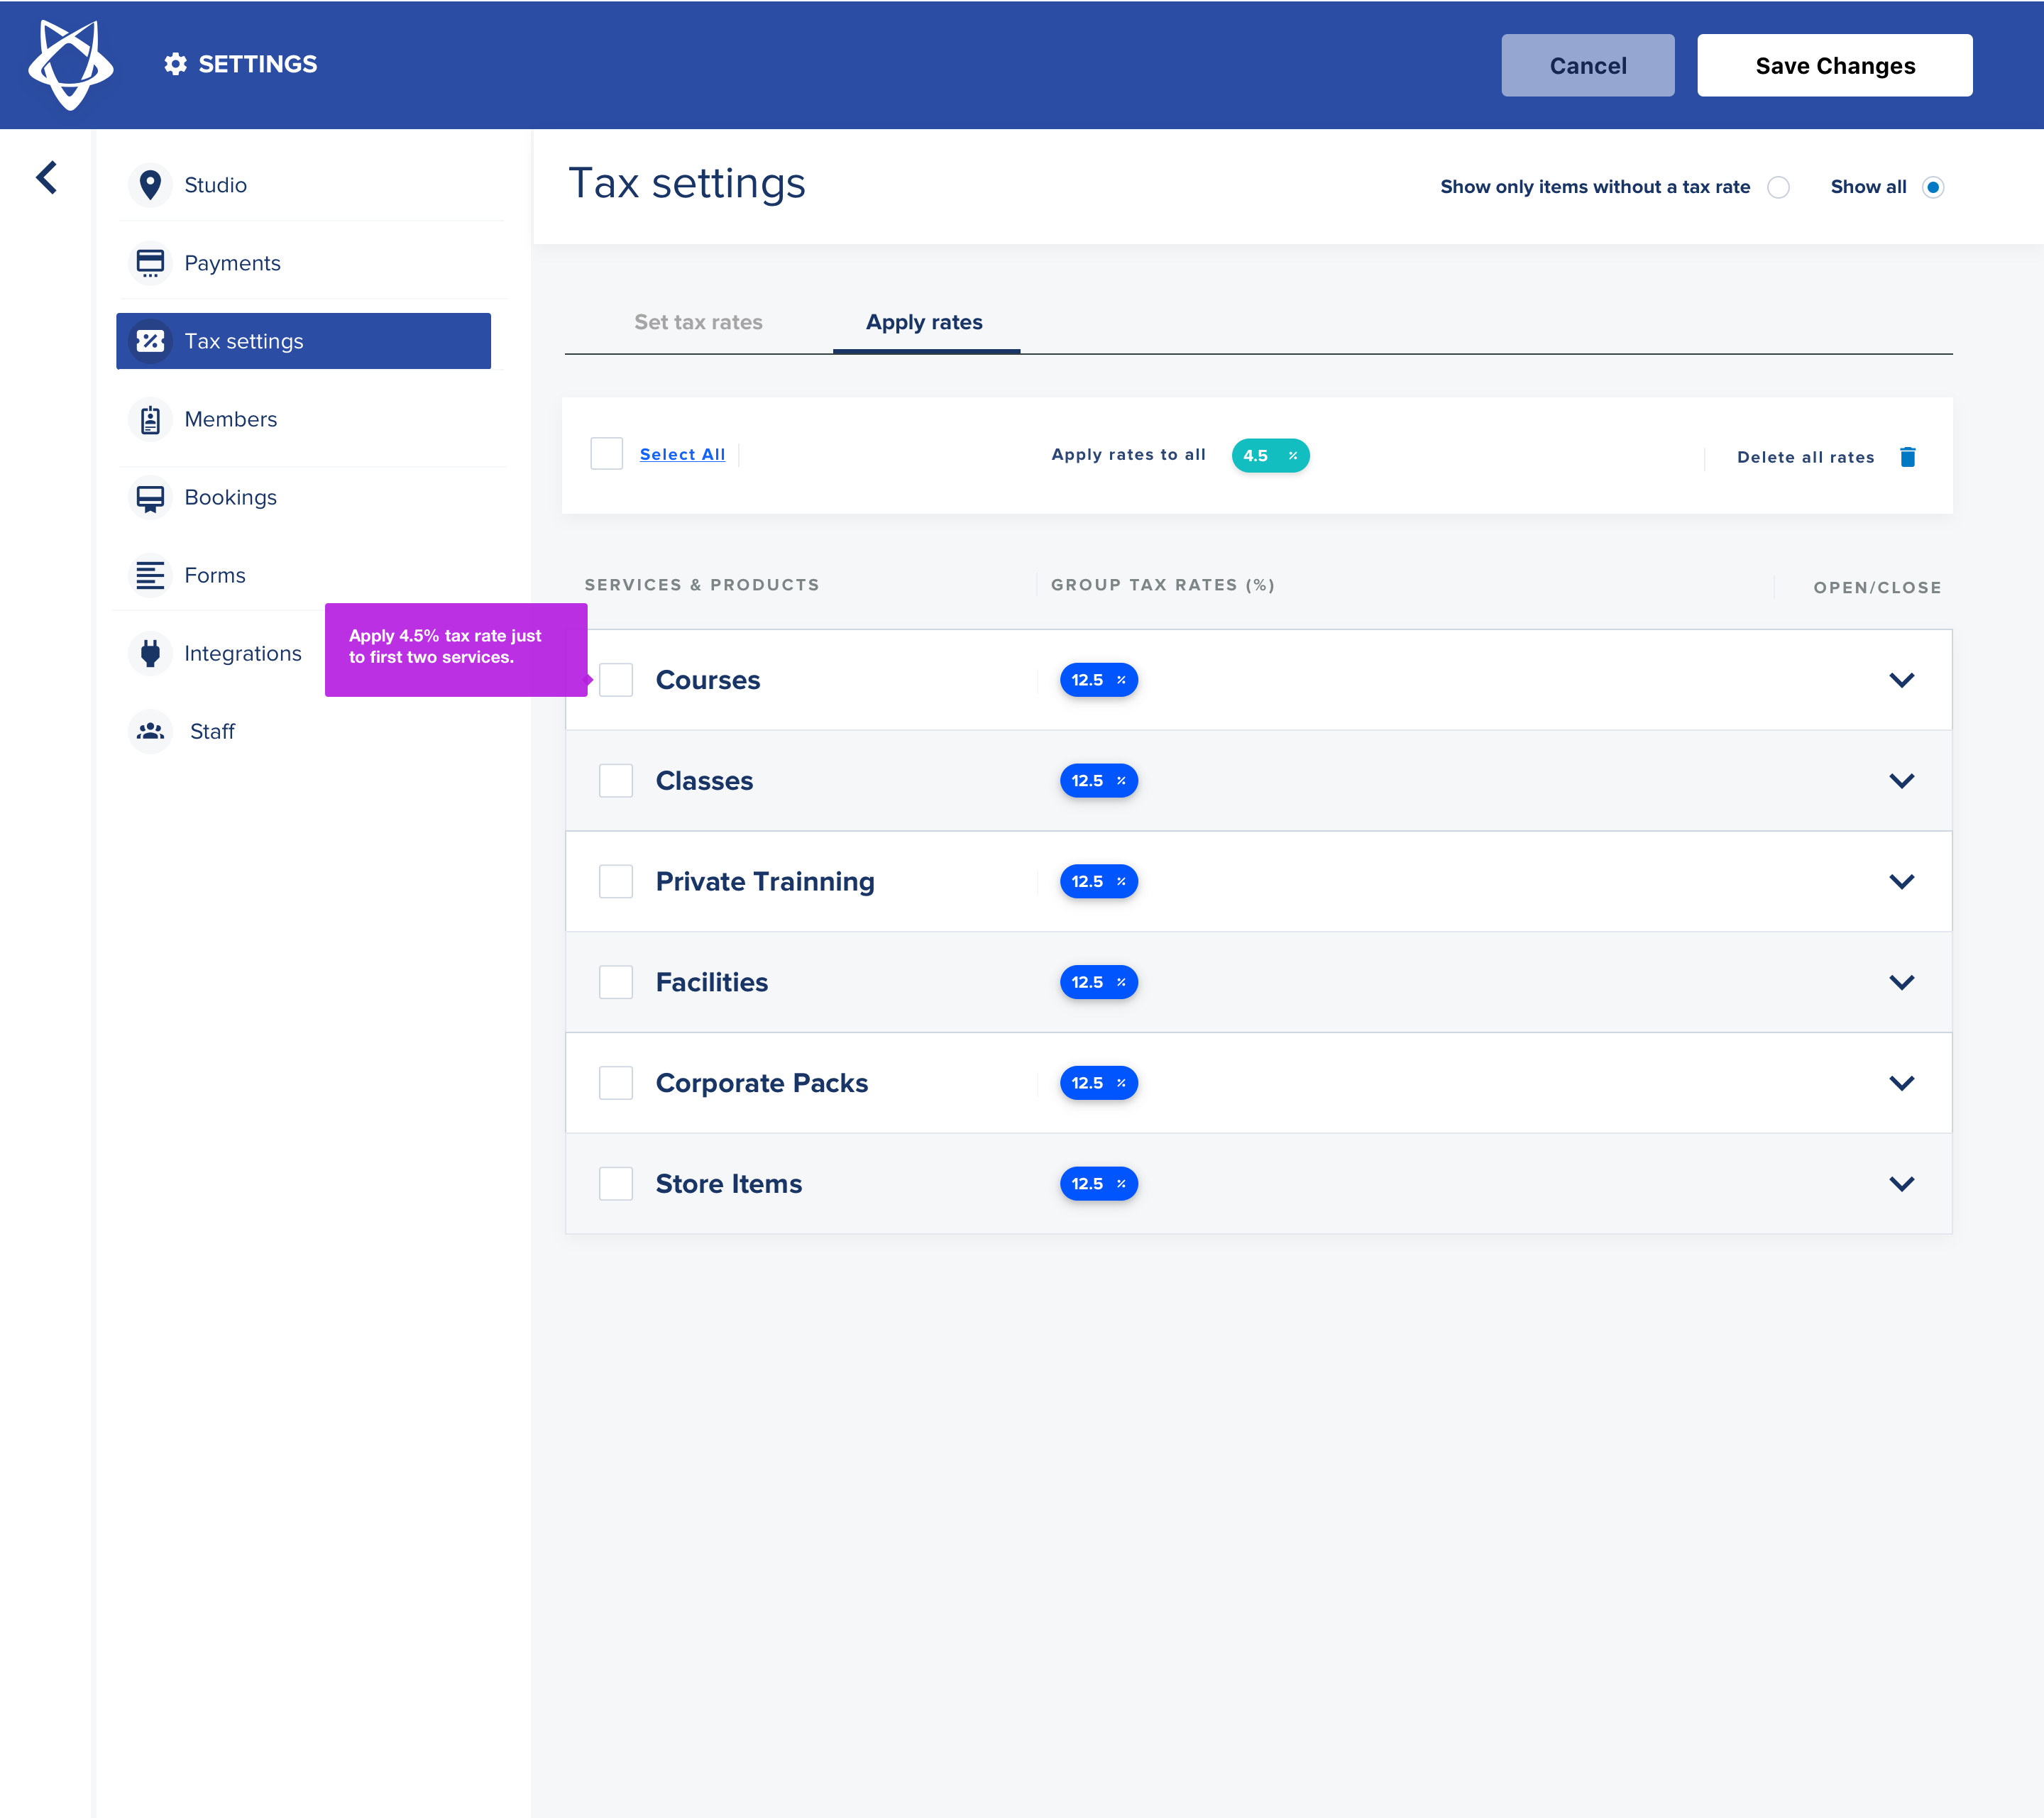 SETTINGS
Cancel
Save Changes
Studio
Payments
Tax settings
Members
Bookings
Forms
Integrations
Staff
Tax settings
Show only items without a tax rate
Show all
Set tax rates
Apply rates
Select All
Apply rates to all
4.5 %
Delete all rates
SERVICES & PRODUCTS
GROUP TAX RATES (%)
OPEN/CLOSE
Apply 4.5% tax rate just
to first two services.
Courses
12.5 %
Classes
12.5 %
Private Trainning
12.5 %
Facilities
12.5 %
Corporate Packs
12.5 %
Store Items
12.5 %